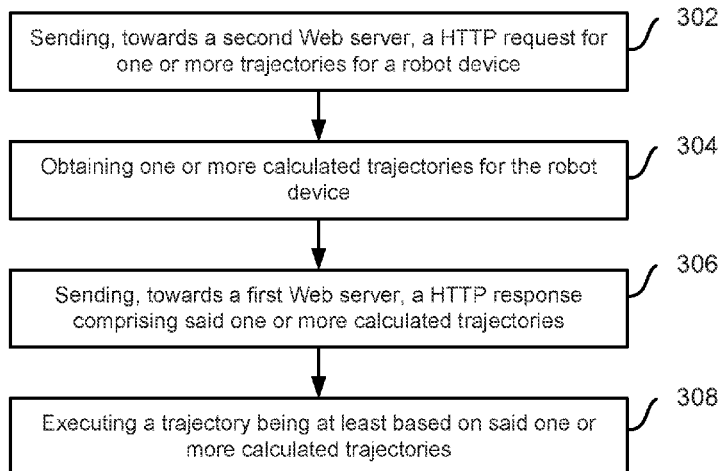 302
Sending, towards a second Web server, a HTTP request for
one or more trajectories for a robot device
304
Obtaining one or more calculated trajectories for the robot
device
306
Sending, towards a first Web server, a HTTP response
comprising said one or more calculated trajectories
308
Executing a trajectory being at least based on said one or
more calculated trajectories